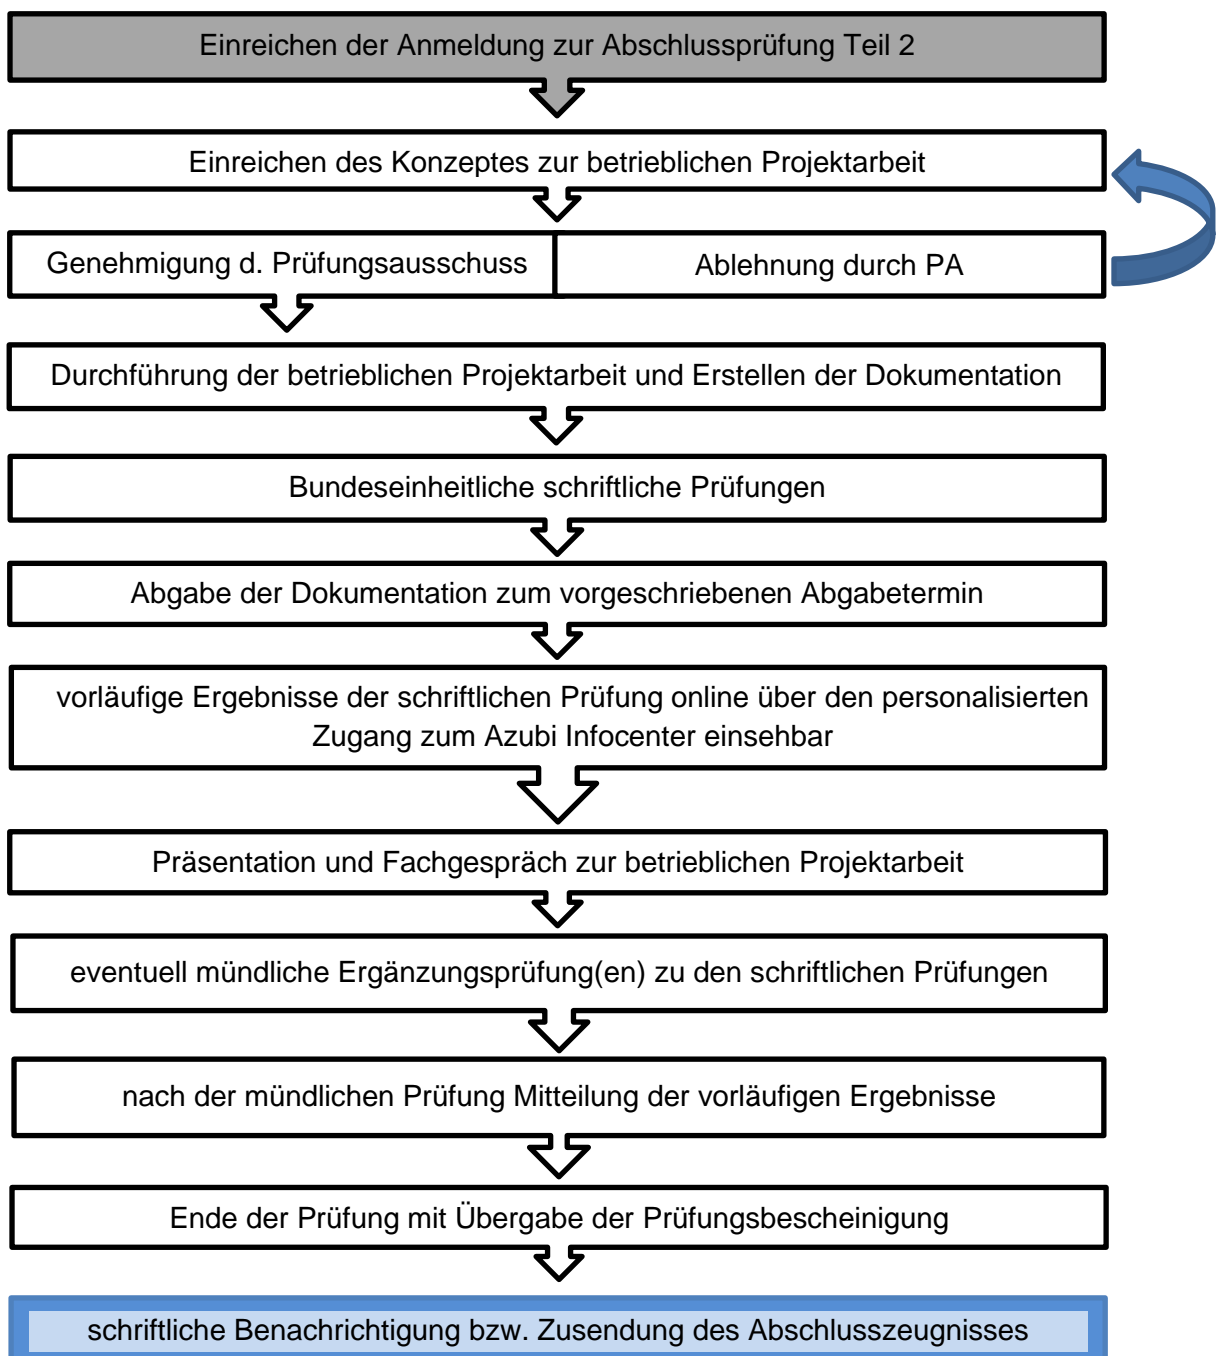 Einreichen der Anmeldung zur Abschlussprüfung Teil 2
Einreichen des Konzeptes zur betrieblichen Projektarbeit
Genehmigung d. Prüfungsausschuss
Ablehnung durch PA
Durchführung der betrieblichen Projektarbeit und Erstellen der Dokumentation
Bundeseinheitliche schriftliche Prüfungen
Abgabe der Dokumentation zum vorgeschriebenen Abgabetermin
vorläufige Ergebnisse der schriftlichen Prüfung online über den personalisierten
Zugang zum Azubi Infocenter einsehbar
Präsentation und Fachgespräch zur betrieblichen Projektarbeit
eventuell mündliche Ergänzungsprüfung(en) zu den schriftlichen Prüfungen
nach der mündlichen Prüfung Mitteilung der vorläufigen Ergebnisse
Ende der Prüfung mit Übergabe der Prüfungsbescheinigung
schriftliche Benachrichtigung bzw. Zusendung des Abschlusszeugnisses